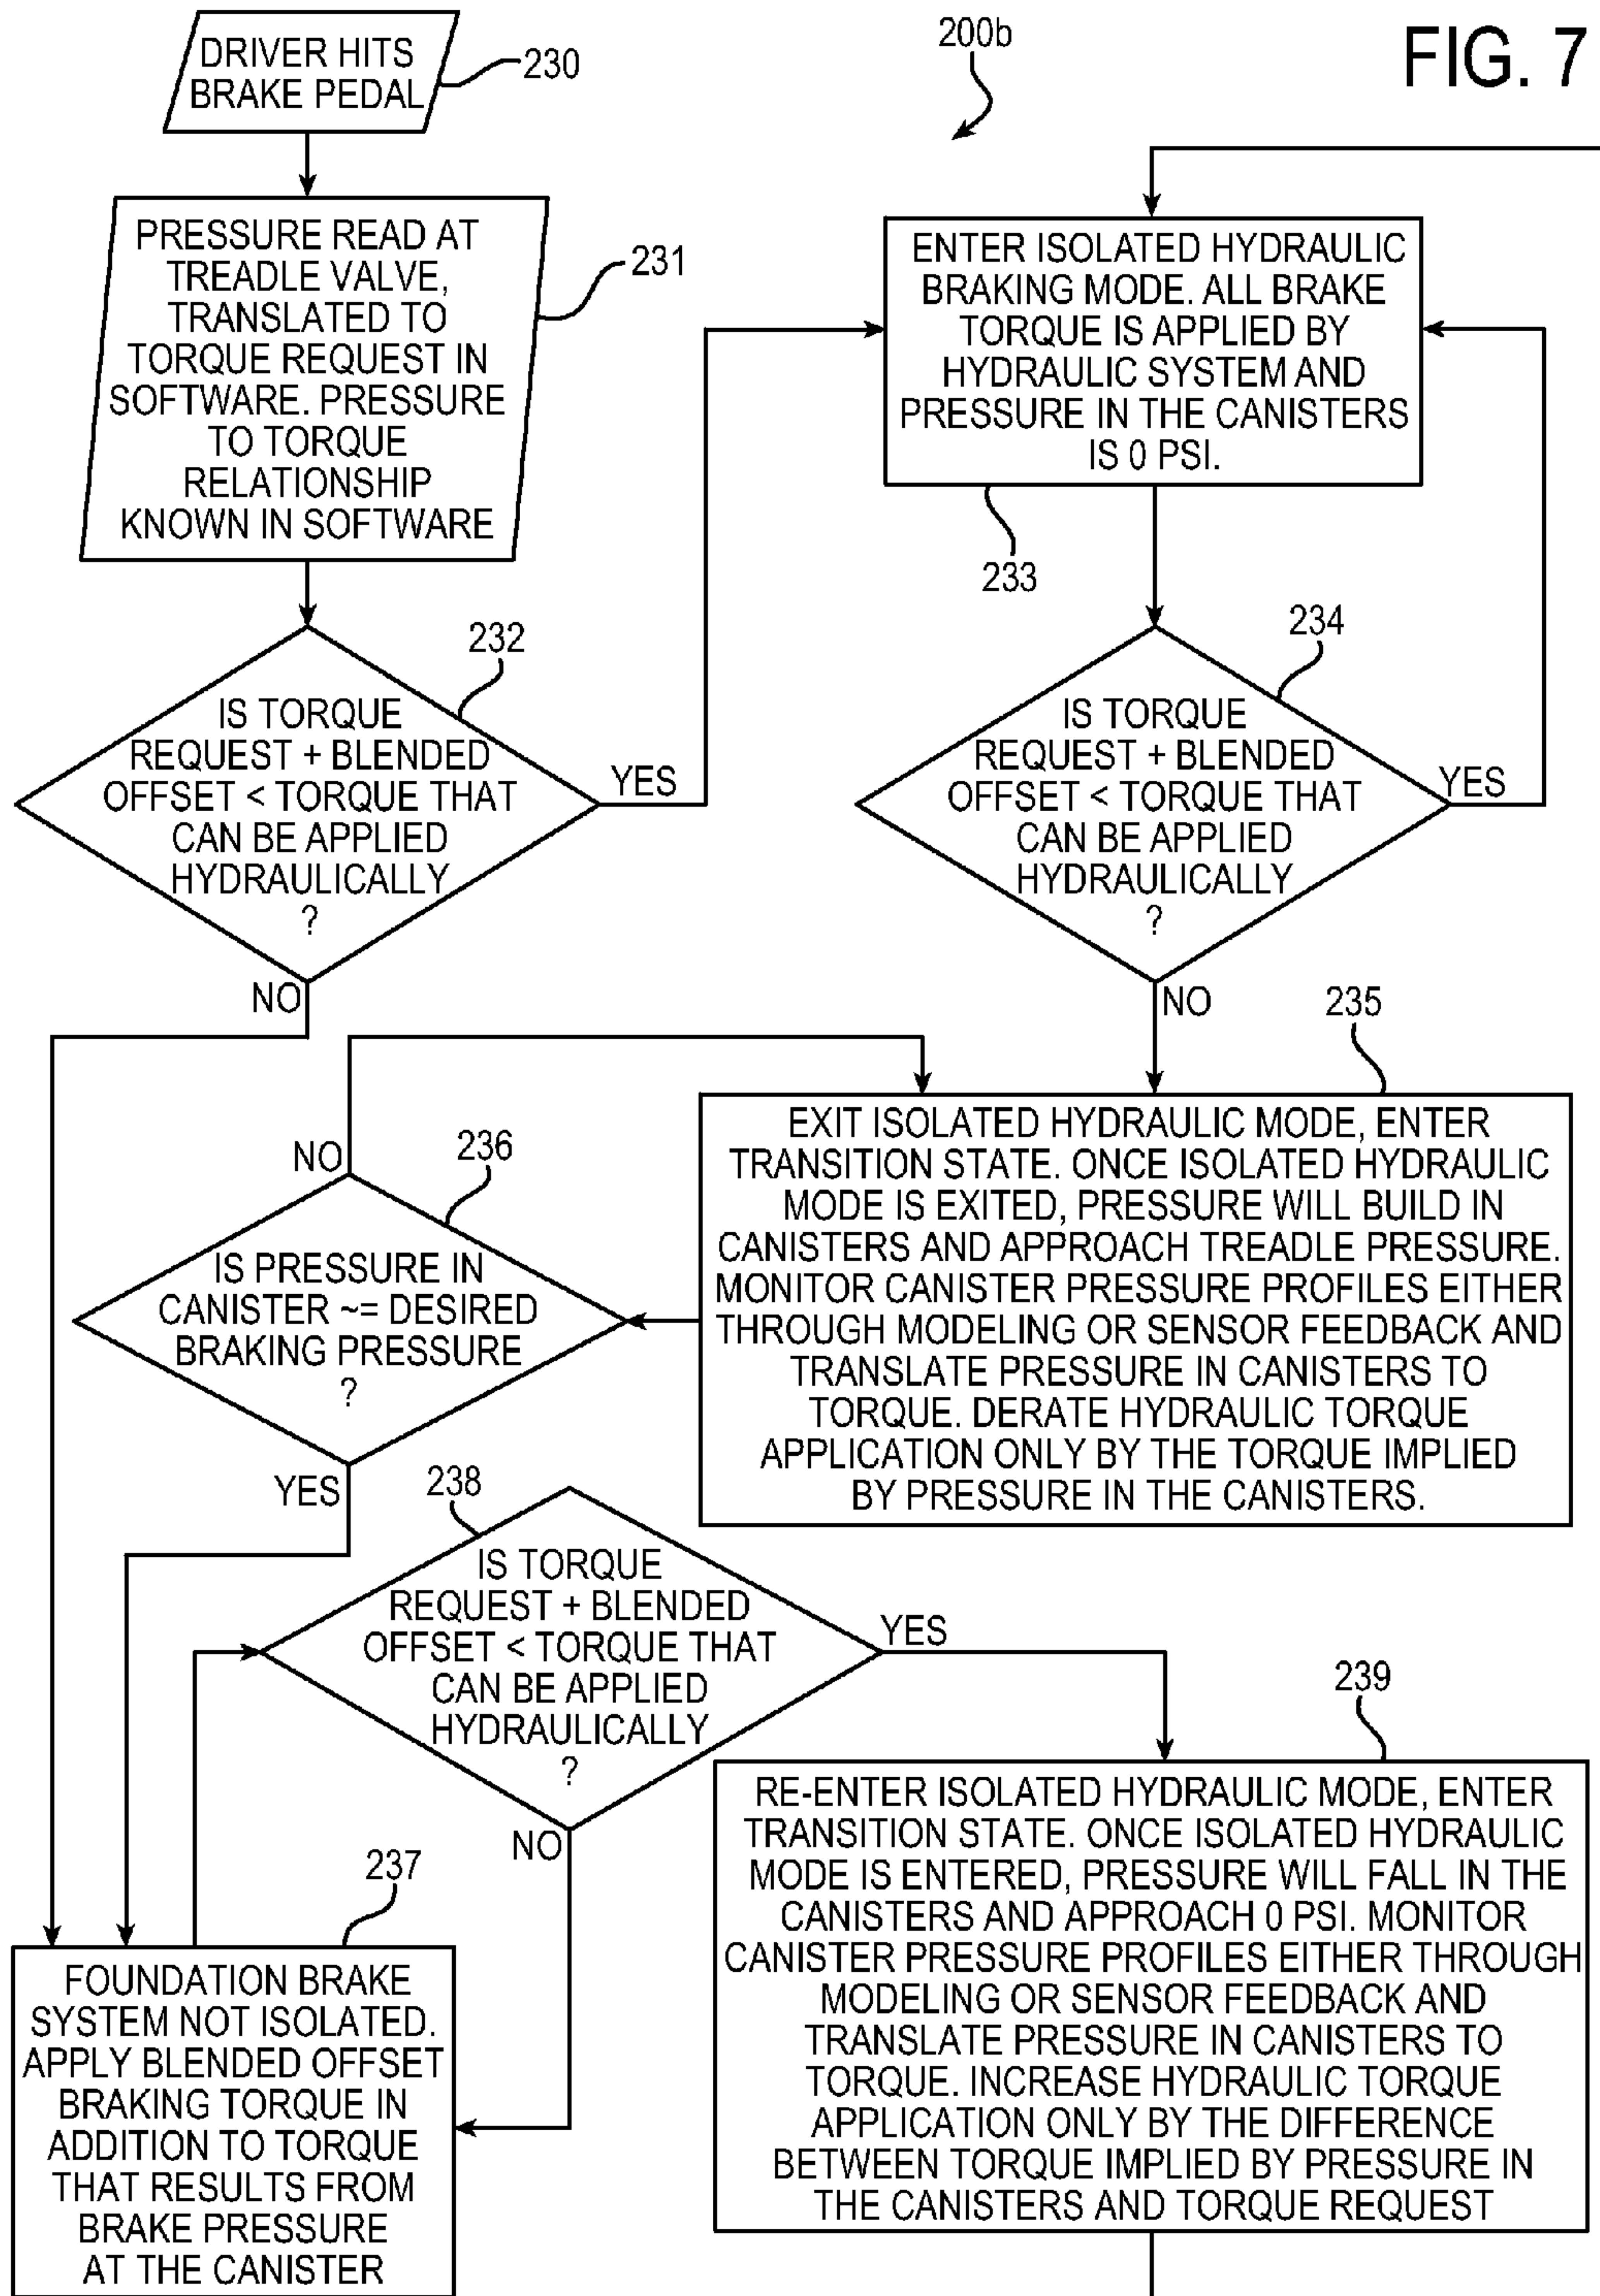 FIG. 7
200b
DRIVER HITS
BRAKE PEDAL
230
PRESSURE READ AT
TREADLE VALVE,
TRANSLATED TO
TORQUE REQUEST IN
SOFTWARE. PRESSURE
TO TORQUE
RELATIONSHIP
KNOWN IN SOFTWARE
231
232
IS TORQUE
REQUEST + BLENDED
OFFSET < TORQUE THAT
CAN BE APPLIED
HYDRAULICALLY
?
YES
NO
ENTER ISOLATED HYDRAULIC
BRAKING MODE. ALL BRAKE
TORQUE IS APPLIED BY
HYDRAULIC SYSTEM AND
PRESSURE IN THE CANISTERS
IS 0 PSI.
233
234
IS TORQUE
REQUEST + BLENDED
OFFSET < TORQUE THAT
CAN BE APPLIED
HYDRAULICALLY
?
YES
NO
235
EXIT ISOLATED HYDRAULIC MODE, ENTER
TRANSITION STATE. ONCE ISOLATED HYDRAULIC
MODE IS EXITED, PRESSURE WILL BUILD IN
CANISTERS AND APPROACH TREADLE PRESSURE.
MONITOR CANISTER PRESSURE PROFILES EITHER
THROUGH MODELING OR SENSOR FEEDBACK AND
TRANSLATE PRESSURE IN CANISTERS TO
TORQUE. DERATE HYDRAULIC TORQUE
APPLICATION ONLY BY THE TORQUE IMPLIED
BY PRESSURE IN THE CANISTERS.
NO
236
IS PRESSURE IN
CANISTER ~= DESIRED
BRAKING PRESSURE
?
YES
238
IS TORQUE
REQUEST + BLENDED
OFFSET < TORQUE THAT
CAN BE APPLIED
HYDRAULICALLY
?
YES
NO
237
FOUNDATION BRAKE
SYSTEM NOT ISOLATED.
APPLY BLENDED OFFSET
BRAKING TORQUE IN
ADDITION TO TORQUE
THAT RESULTS FROM
BRAKE PRESSURE
AT THE CANISTER
239
RE-ENTER ISOLATED HYDRAULIC MODE, ENTER
TRANSITION STATE. ONCE ISOLATED HYDRAULIC
MODE IS ENTERED, PRESSURE WILL FALL IN THE
CANISTERS AND APPROACH 0 PSI. MONITOR
CANISTER PRESSURE PROFILES EITHER THROUGH
MODELING OR SENSOR FEEDBACK AND
TRANSLATE PRESSURE IN CANISTERS TO
TORQUE. INCREASE HYDRAULIC TORQUE
APPLICATION ONLY BY THE DIFFERENCE
BETWEEN TORQUE IMPLIED BY PRESSURE IN
THE CANISTERS AND TORQUE REQUEST